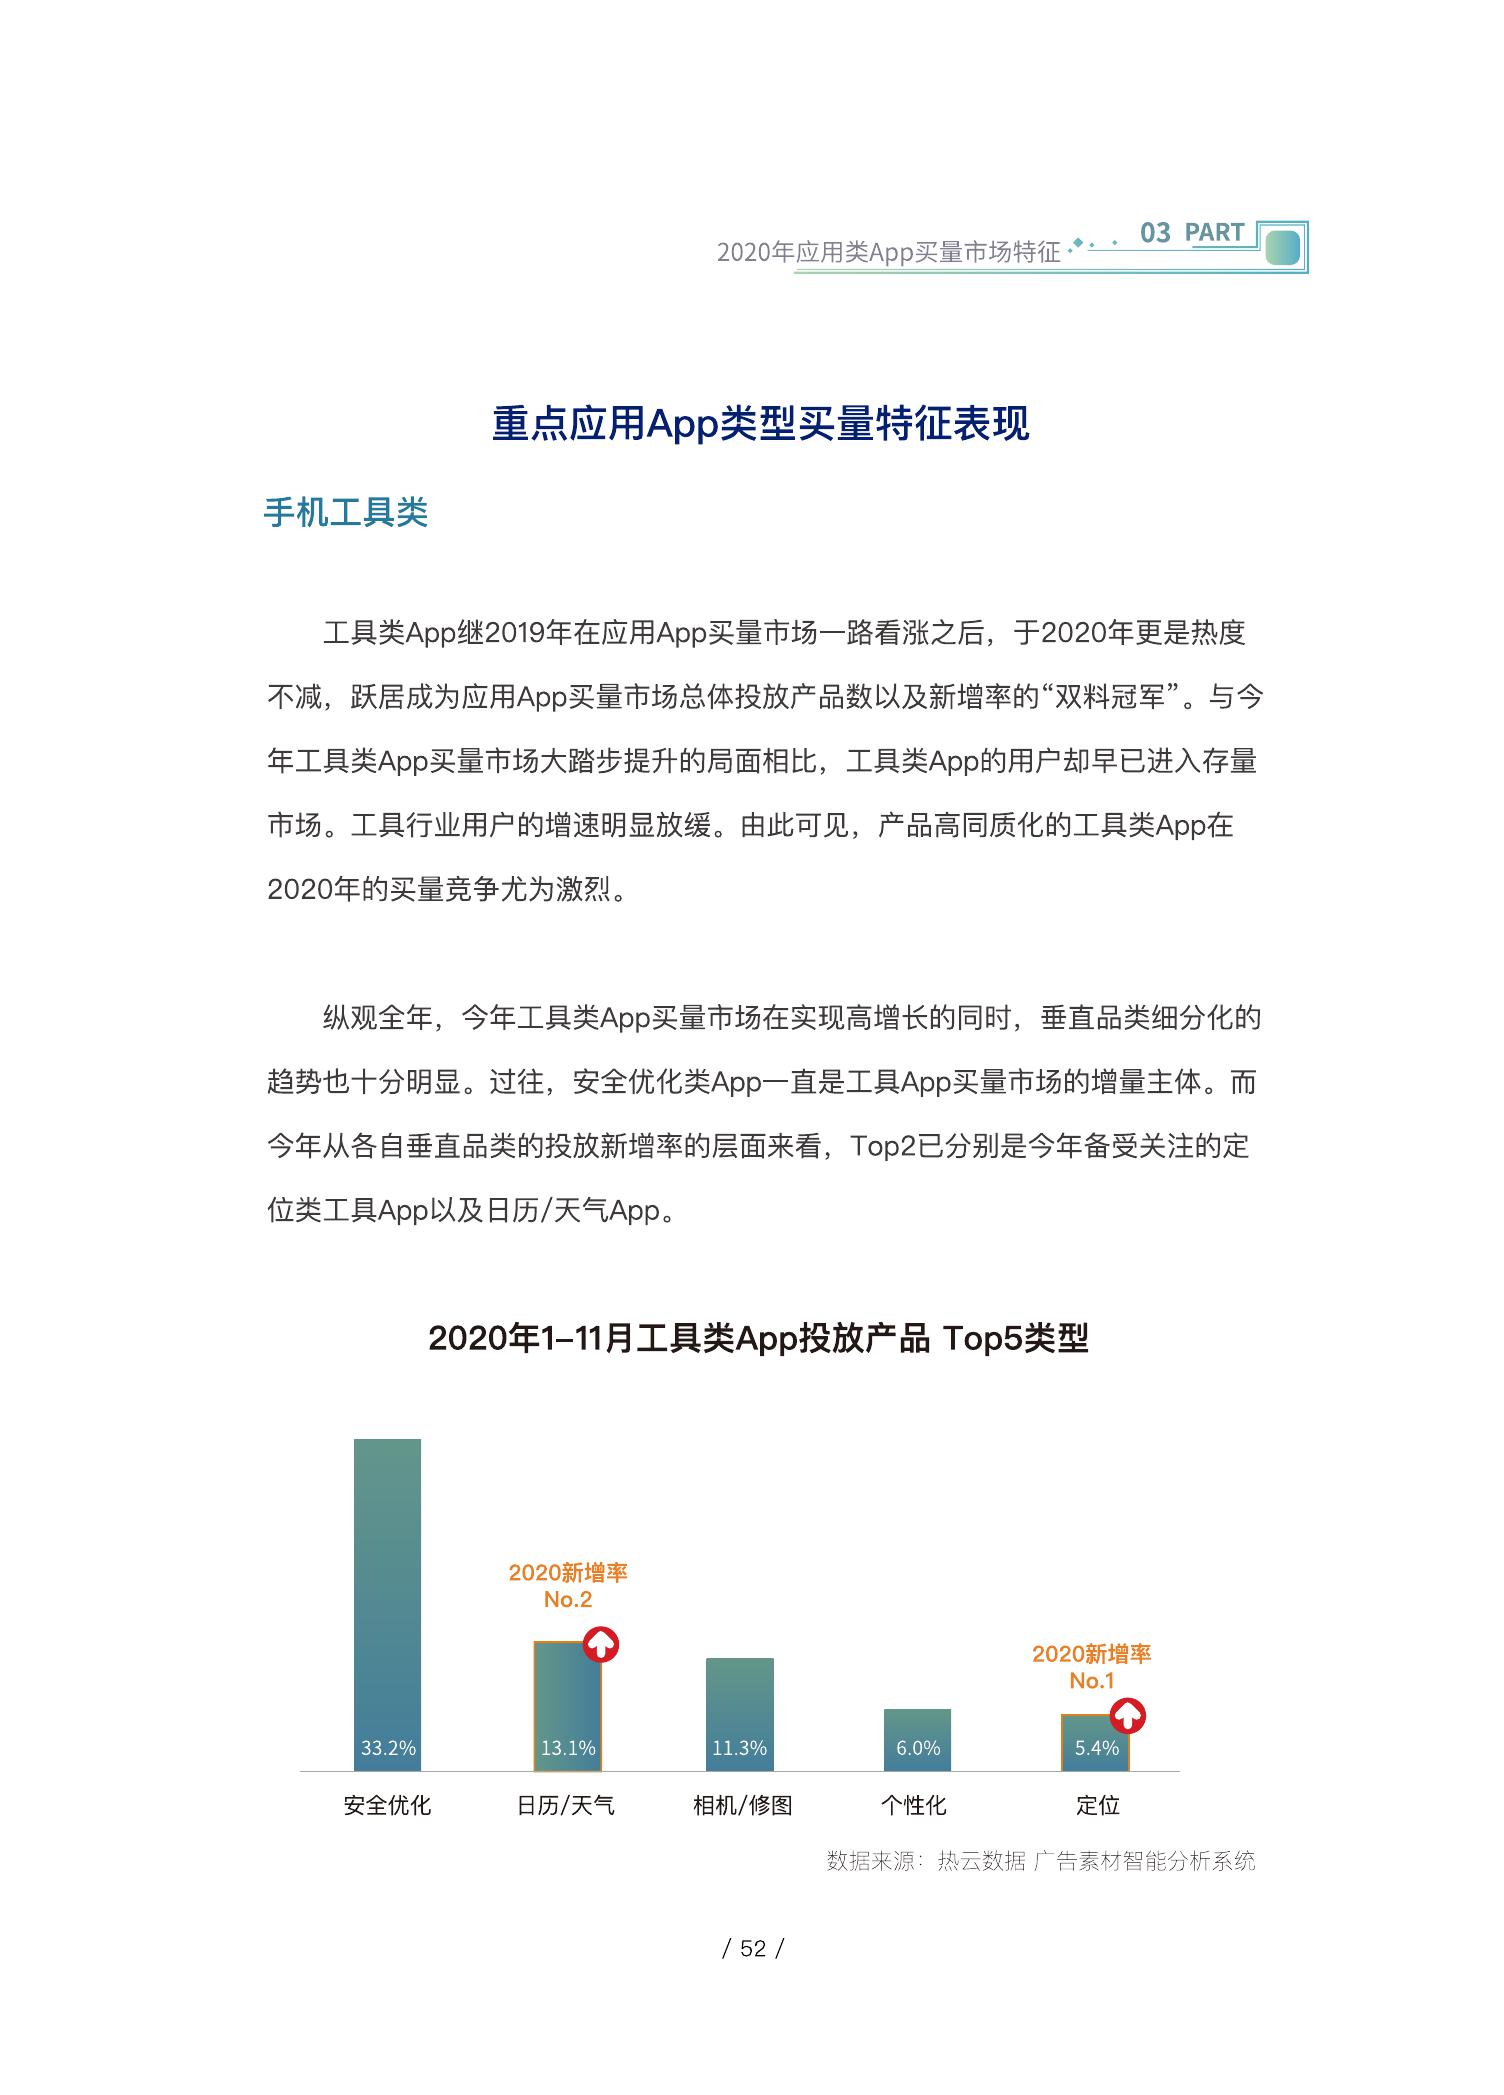 2020年应用类App买量市场特征
03 PART
重点应用App类型买量特征表现
手机工具类
工具类App继2019年在应用App买量市场一路看涨之后，于2020年更是热度
不减，跃居成为应用App买量市场总体投放产品数以及新增率的“双料冠军”。与今
年工具类App买量市场大踏步提升的局面相比，工具类App的用户却早已进入存量
市场。工具行业用户的增速明显放缓。由此可见，产品高同质化的工具类App在
2020年的买量竞争尤为激烈。
纵观全年，今年工具类App买量市场在实现高增长的同时，垂直品类细分化的
趋势也十分明显。过往，安全优化类App一直是工具App买量市场的增量主体。而
今年从各自垂直品类的投放新增率的层面来看，Top2已分别是今年备受关注的定
位类工具App以及日历/天气App。
2020年1–11月工具类App投放产品 Top5类型
2020新增率
No.2
2020新增率
No.1
33.2%
13.1%
11.3%
6.0%
5.4%
安全优化
日历/天气
相机/修图
个性化
定位
数据来源：热云数据 广告素材智能分析系统
/ 52 /